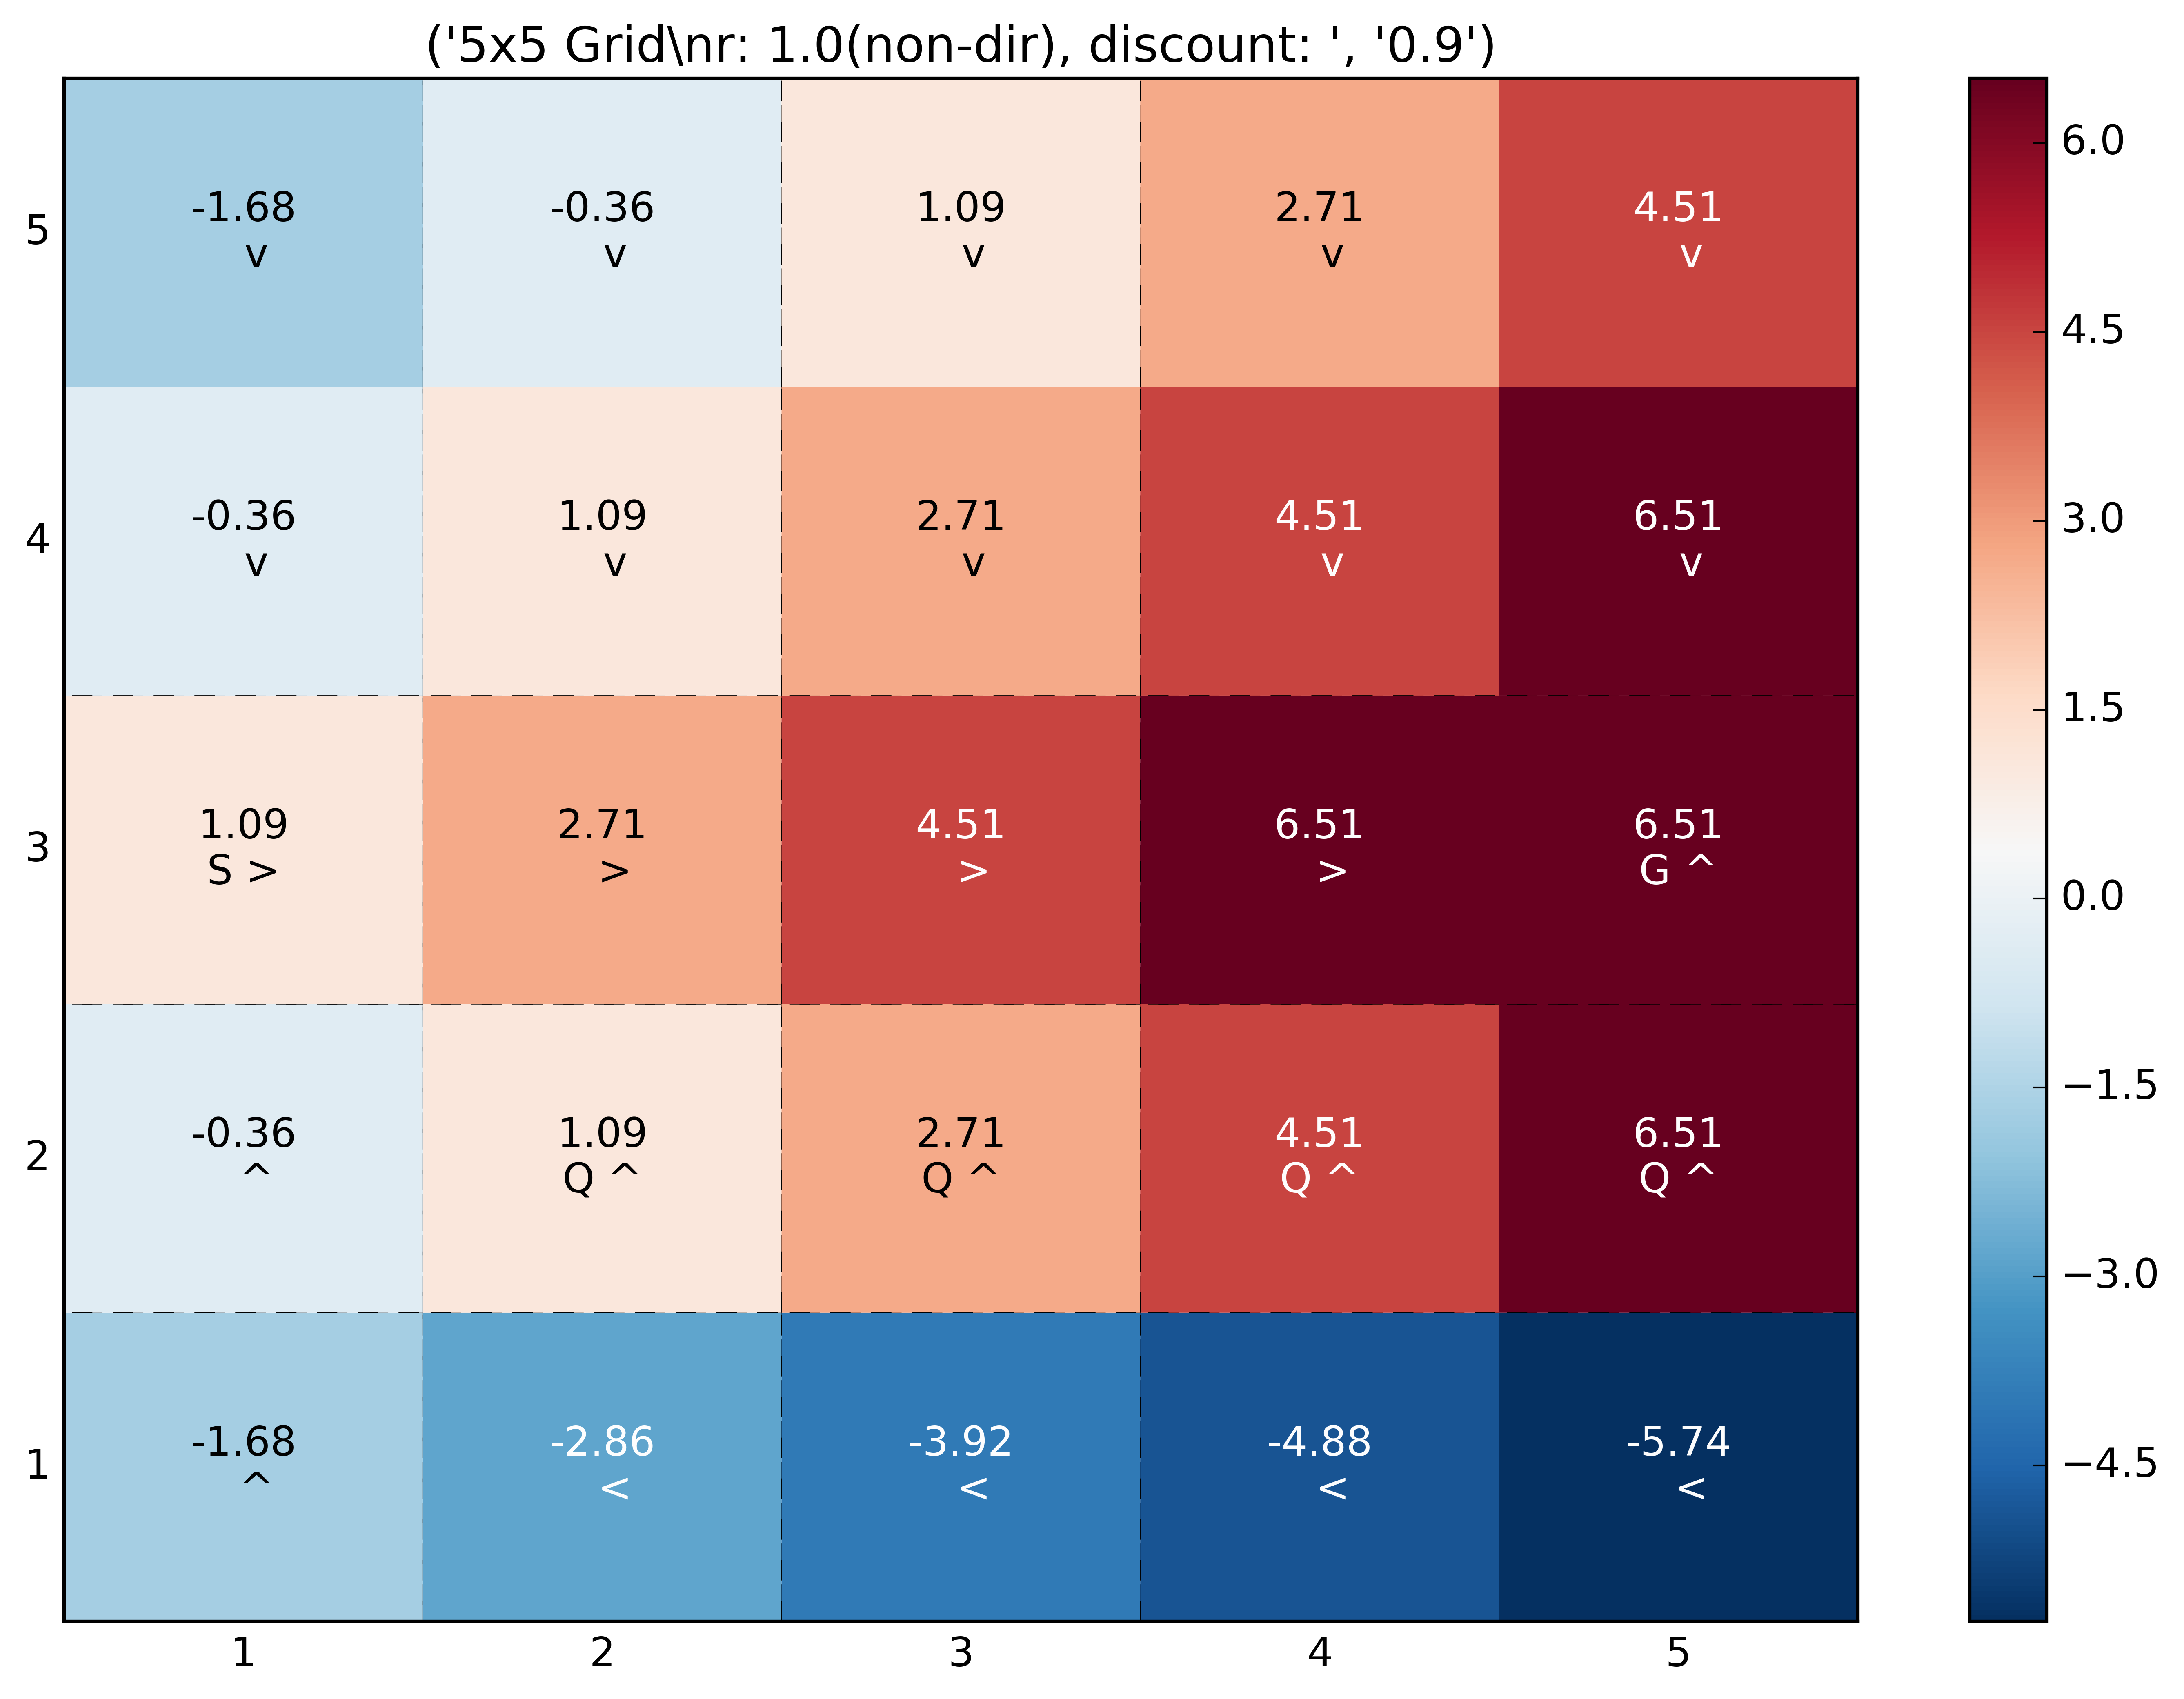 ('5x5 Grid\nr: 1.0(non-dir), discount: ', '0.9')
5
-1.68 -0.36 1.09 2.71 4.51
v v v v v
4
-0.36 1.09 2.71 4.51 6.51
v v v v v
3
1.09 2.71 4.51 6.51 6.51
S > > > > G ^
2
-0.36 1.09 2.71 4.51 6.51
^ Q ^ Q ^ Q ^ Q ^
1
-1.68 -2.86 -3.92 -4.88 -5.74
^ < < < <
1 2 3 4 5
6.0
4.5
3.0
1.5
0.0
−1.5
−3.0
−4.5